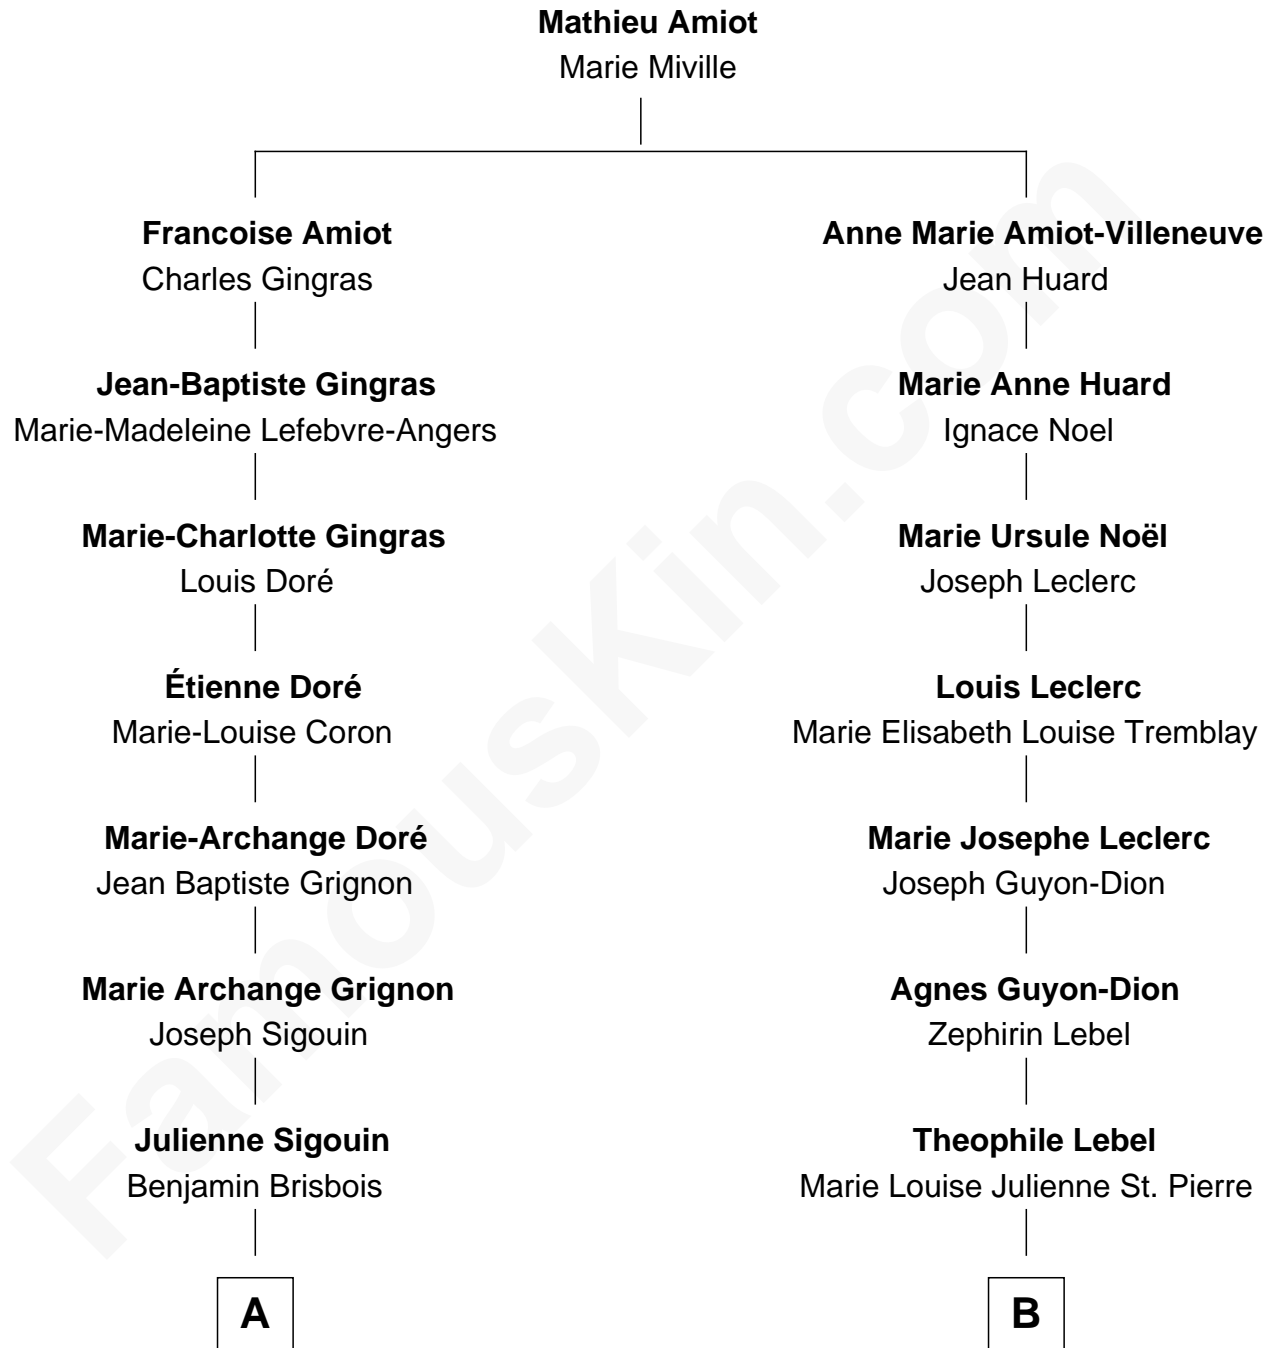 Mathieu Amiot
Marie Miville
Francoise Amiot
Charles Gingras
Anne Marie Amiot-Villeneuve
Jean Huard
Jean-Baptiste Gingras
Marie-Madeleine Lefebvre-Angers
Marie Anne Huard
Ignace Noel
Marie-Charlotte Gingras
Louis Doré
Marie Ursule Noël
Joseph Leclerc
Étienne Doré
Marie-Louise Coron
Louis Leclerc
Marie Elisabeth Louise Tremblay
Marie-Archange Doré
Jean Baptiste Grignon
Marie Josephe Leclerc
Joseph Guyon-Dion
Marie Archange Grignon
Joseph Sigouin
Agnes Guyon-Dion
Zephirin Lebel
Julienne Sigouin
Benjamin Brisbois
Theophile Lebel
Marie Louise Julienne St. Pierre
A
B
FamousKin.com